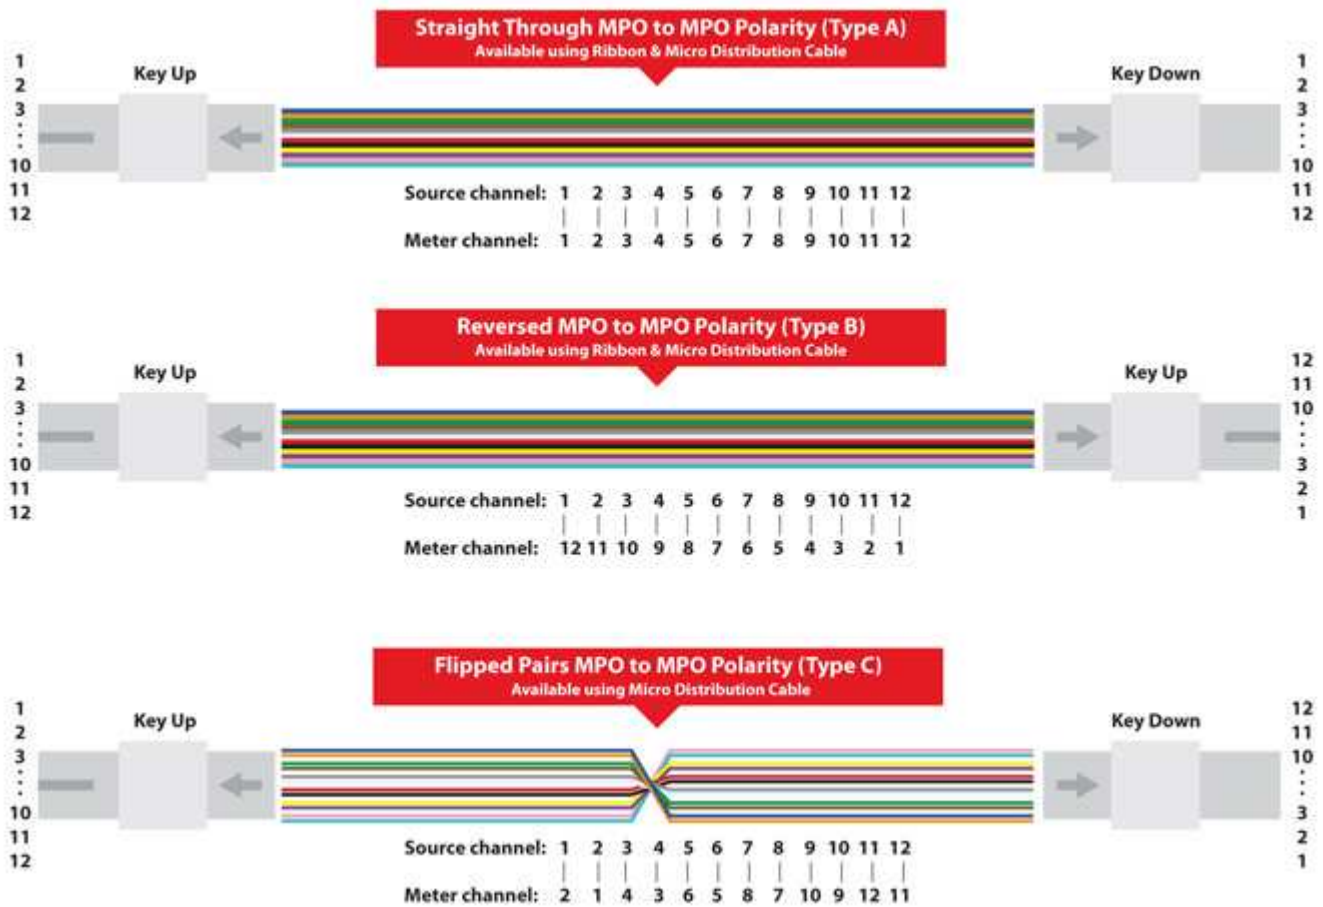 Straight Through MPO to MPO Polarity (Type A)
Available using Ribbon & Micro Distribution Cable
Key Up
Key Down
1
2
3
:
:
10
11
12
1
2
3
:
:
10
11
12
Source channel: 1 2 3 4 5 6 7 8 9 10 11 12
Meter channel: 1 2 3 4 5 6 7 8 9 10 11 12
Reversed MPO to MPO Polarity (Type B)
Available using Ribbon & Micro Distribution Cable
Key Up
Key Up
1
2
3
:
:
10
11
12
12
11
10
:
:
3
2
1
Source channel: 1 2 3 4 5 6 7 8 9 10 11 12
Meter channel: 12 11 10 9 8 7 6 5 4 3 2 1
Flipped Pairs MPO to MPO Polarity (Type C)
Available using Micro Distribution Cable
Key Up
Key Down
1
2
3
:
:
10
11
12
12
11
10
:
:
3
2
1
Source channel: 1 2 3 4 5 6 7 8 9 10 11 12
Meter channel: 2 1 4 3 6 5 8 7 10 9 12 11